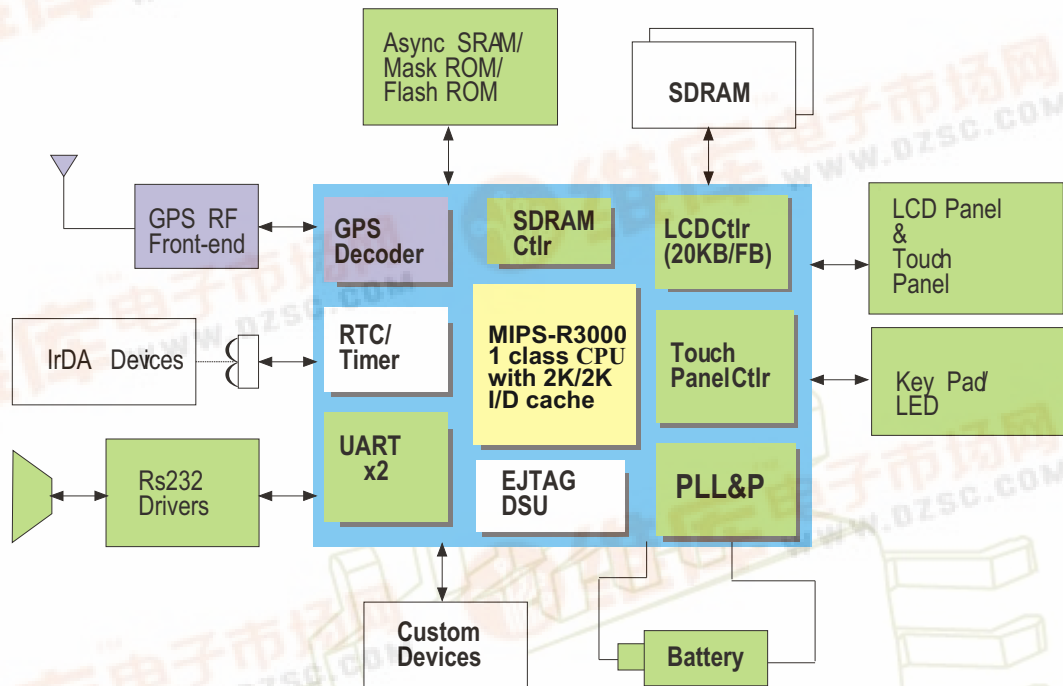 Async SRAM/
Mask ROM/
Flash ROM
SDRAM
GPS RF
Front-end
GPS
Decoder
SDRAM
Ctlr
LCDCtlr
(20KB/FB)
LCD Panel
&
Touch
Panel
IrDA Devices
RTC/
Timer
MIPS-R3000
1 class CPU
with 2K/2K
I/D cache
Touch
PanelCtlr
Key Pad/
LED
Rs232
Drivers
UART
x2
EJTAG
DSU
PLL&P
Custom
Devices
Battery
维库电子市场网
WWW.DZSC.COM